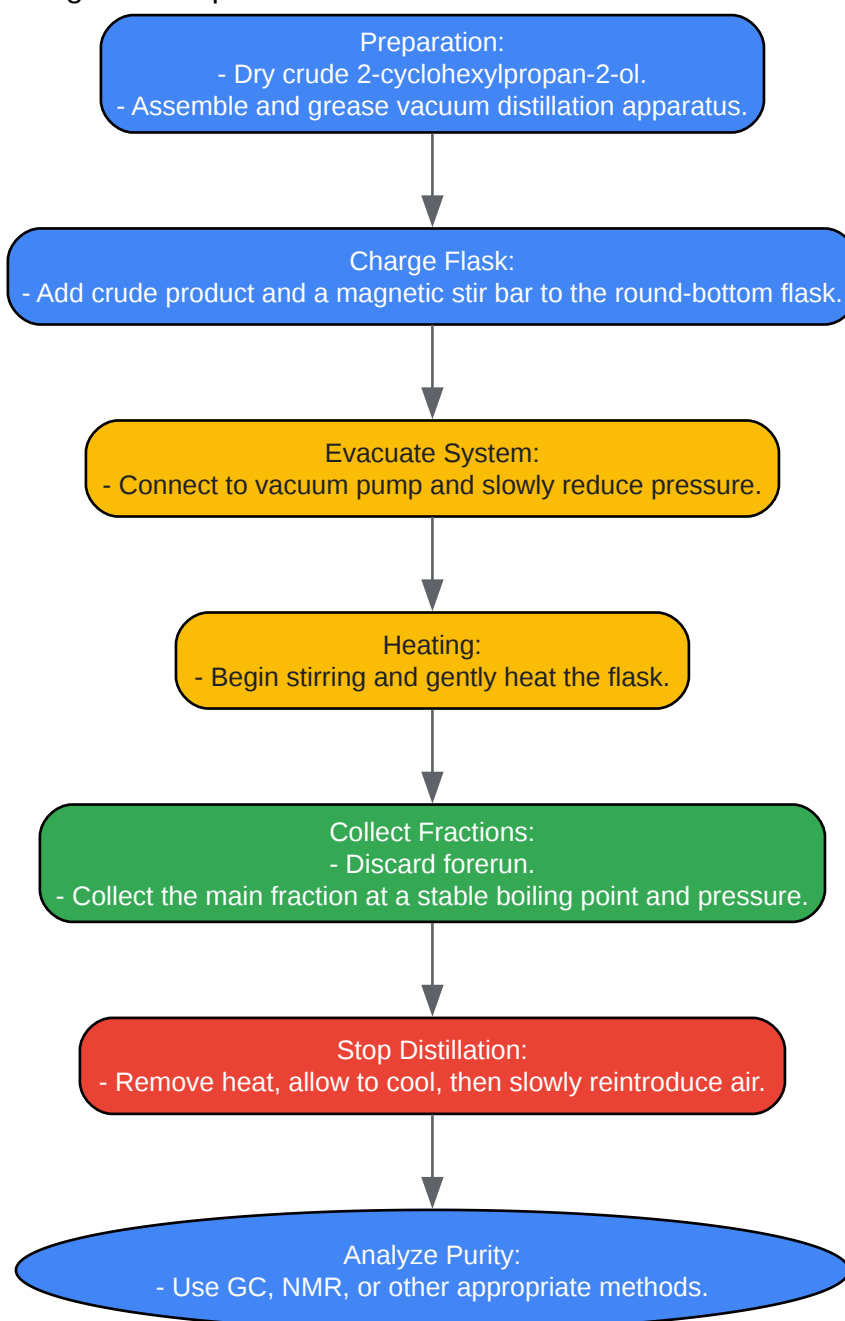 Preparation:
- Dry crude 2-cyclohexylpropan-2-ol.
- Assemble and grease vacuum distillation apparatus.
Charge Flask:
- Add crude product and a magnetic stir bar to the round-bottom flask.
Evacuate System:
- Connect to vacuum pump and slowly reduce pressure.
Heating:
- Begin stirring and gently heat the flask.
Collect Fractions:
- Discard forerun.
- Collect the main fraction at a stable boiling point and pressure.
Stop Distillation:
- Remove heat, allow to cool, then slowly reintroduce air.
Analyze Purity:
- Use GC, NMR, or other appropriate methods.